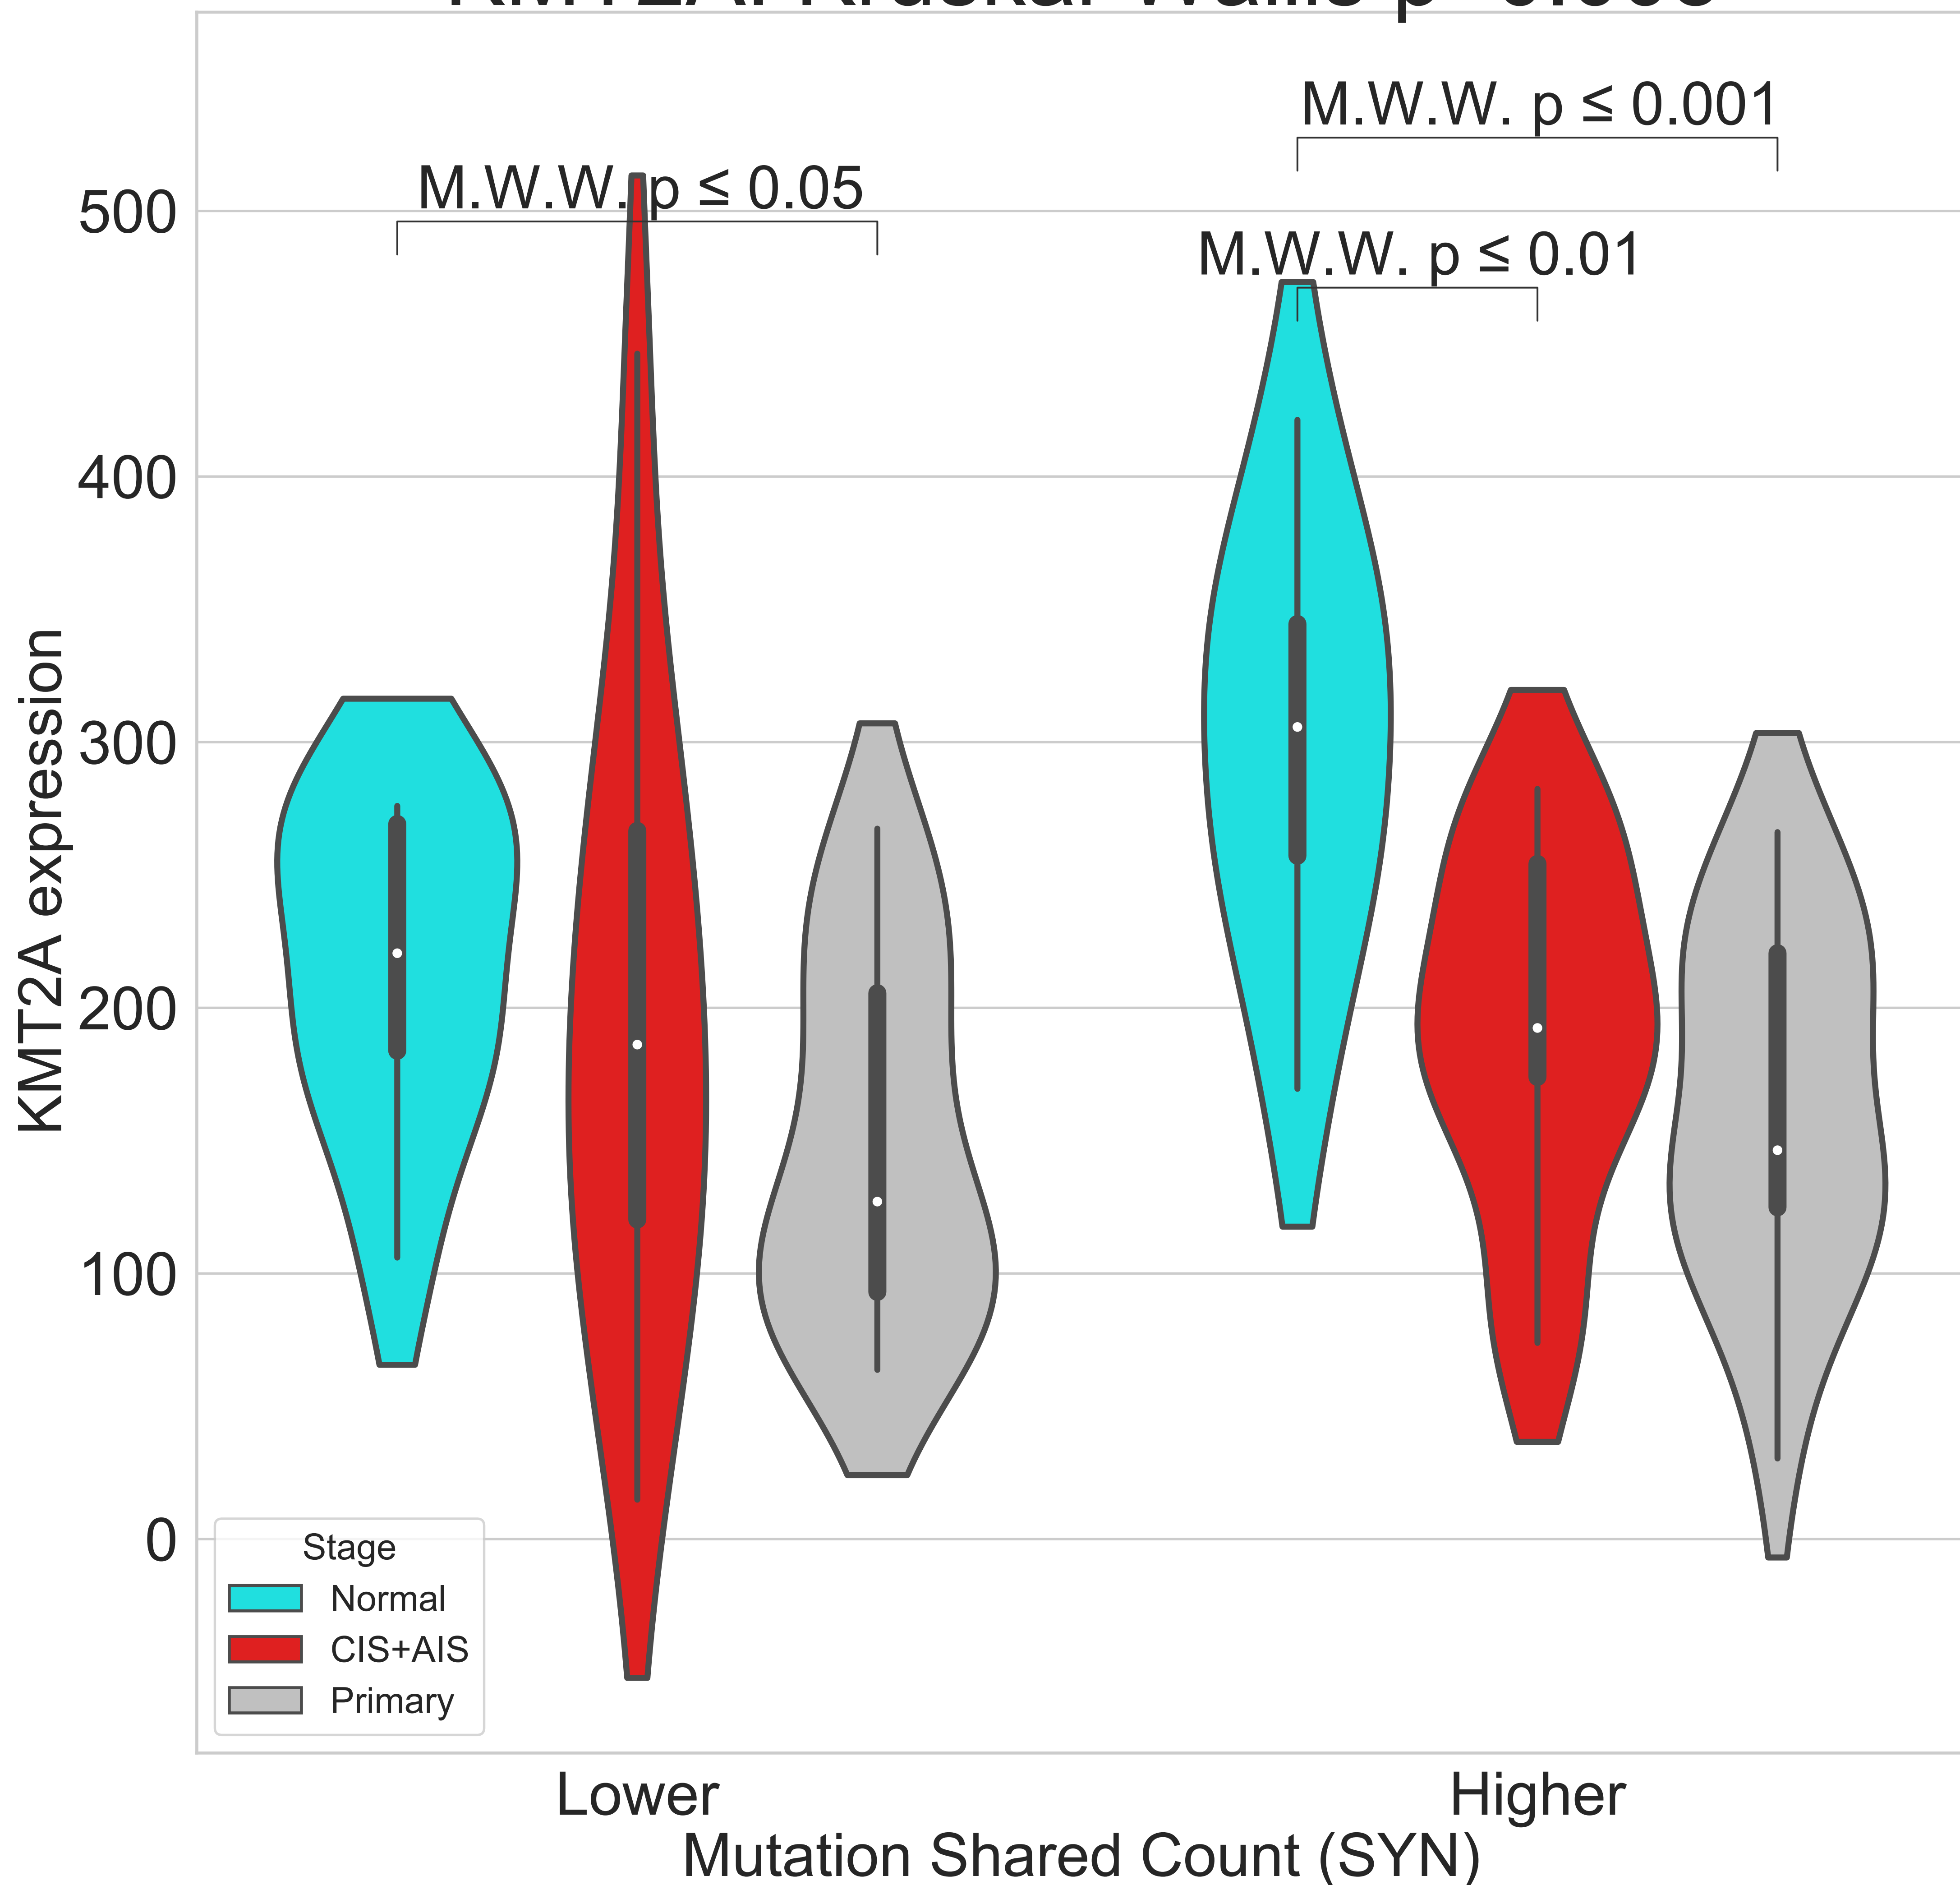 M.W.W. p ≤ 0.001
M.W.W. p ≤ 0.05
M.W.W. p ≤ 0.01
500
400
300
200
100
0
KMT2A expression
Stage
Normal
CIS+AIS
Primary
Lower
Higher
Mutation Shared Count (SYN)